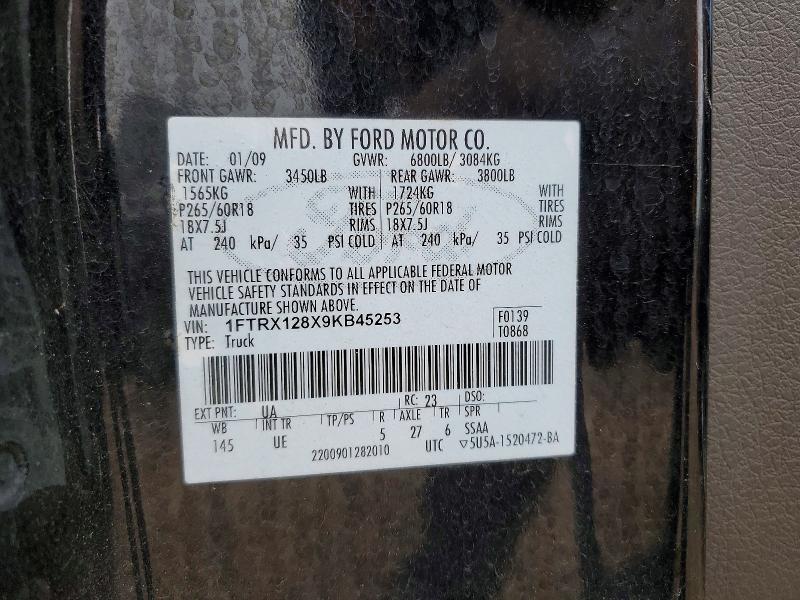 MFD. BY FORD MOTOR CO.
DATE: 01/09 GVWR: 6800LB/ 3084KG
FRONT GAWR: 3450LB REAR GAWR: 3800LB
1565KG WITH 1724KG WITH
P265/60R18 TIRES P265/60R18 TIRES
18X7.5J RIMS 18X7.5J RIMS
AT 240 kPa/ 35 PSI COLD AT 240 kPa/ 35 PSI COLD
THIS VEHICLE CONFORMS TO ALL APPLICABLE FEDERAL MOTOR
VEHICLE SAFETY STANDARDS IN EFFECT ON THE DATE OF
MANUFACTURE SHOWN ABOVE.
VIN: 1FTRX128X9KB45253 F0139
TYPE: Truck T0868
EXT PNT: UA RC: 23 DSO:
WB INT TR TP/PS R AXLE TR SPR
145 UE 5 27 6 SSAA
2200901282010 UTC ▽5U5A-1520472-BA